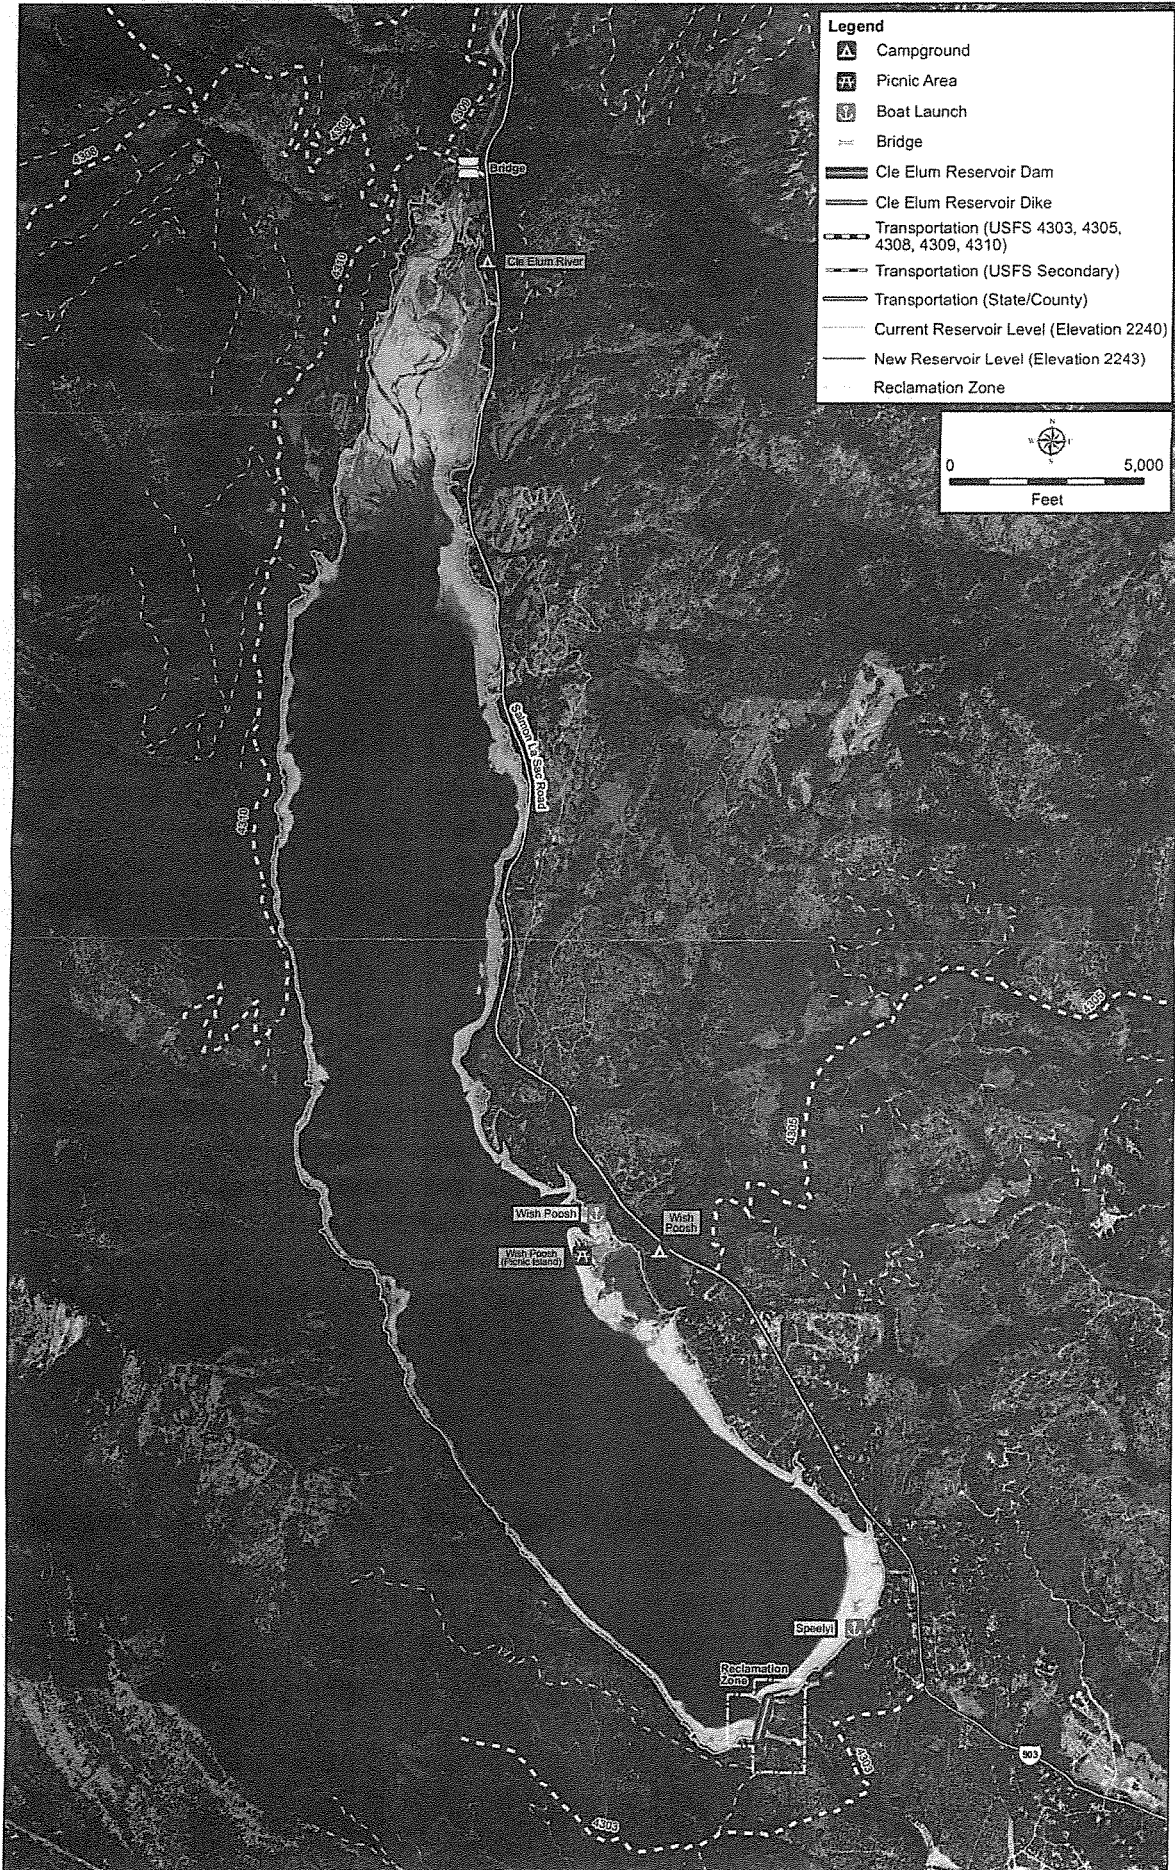 Legend
Campground
Picnic Area
Boat Launch
Bridge
Cle Elum Reservoir Dam
Cle Elum Reservoir Dike
Transportation (USFS 4303, 4305,
4308, 4309, 4310)
Transportation (USFS Secondary)
Transportation (State/County)
Current Reservoir Level (Elevation 2240)
New Reservoir Level (Elevation 2243)
Reclamation Zone
N
W
S
0
5,000
Feet
4308
Bridge
4310
Cle Elum River
Salmon La Sac Road
4310
4305
4305
Wish Poosh
Wish
Poosh
Wish Poosh
(Picnic Island)
Speelyi
Reclamation
Zone
903
4303
4303